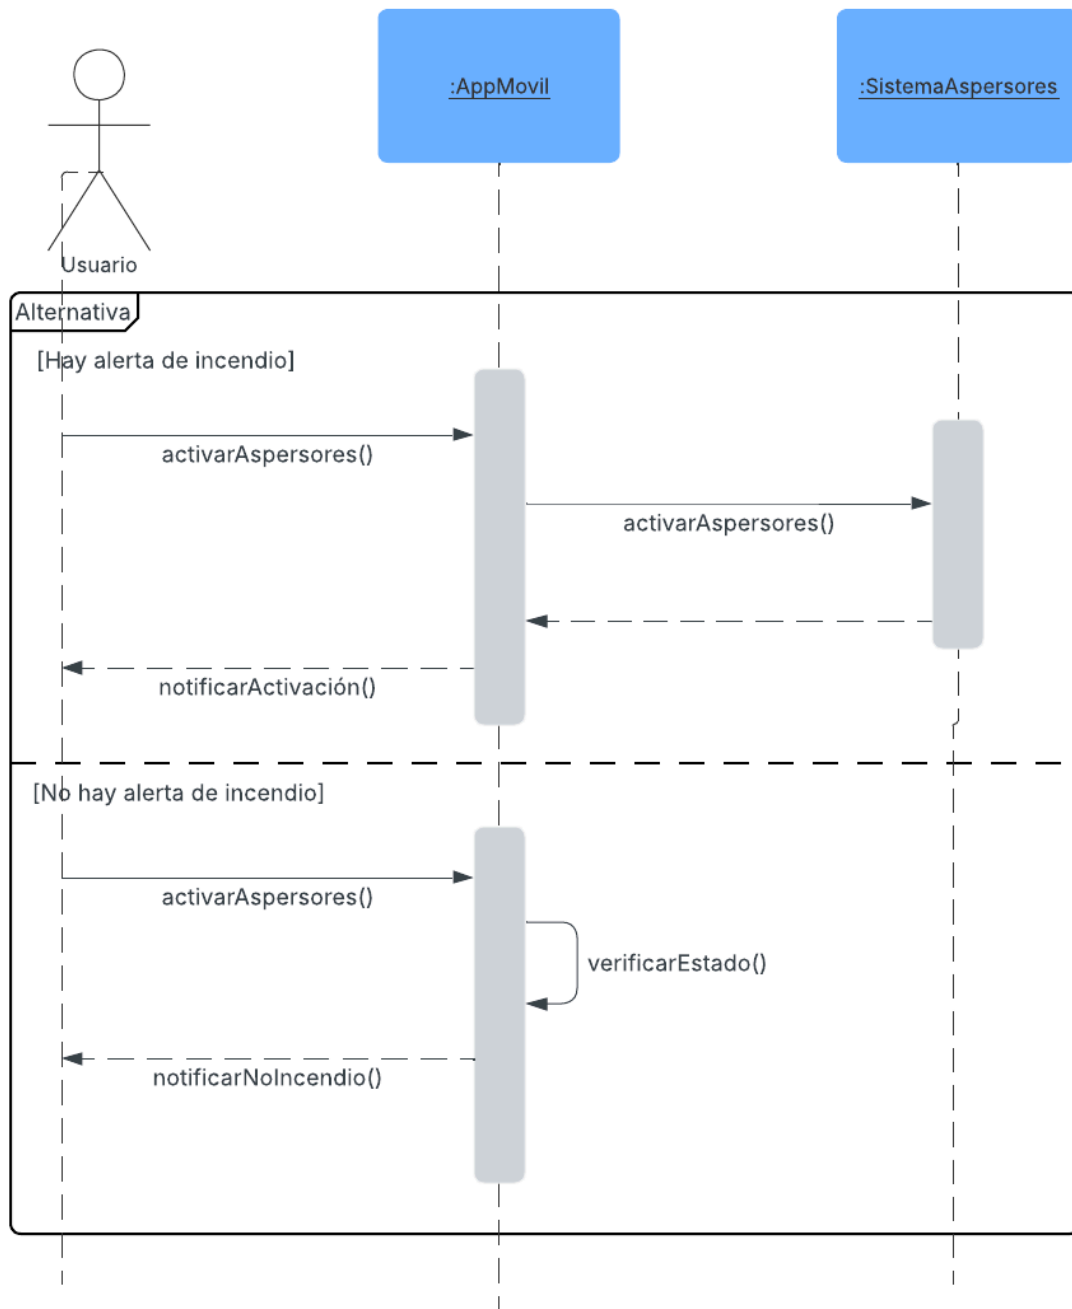 :AppMovil
:SistemaAspersores
Usuario
Alternativa
[Hay alerta de incendio]
activarAspersores()
activarAspersores()
notificarActivación()
[No hay alerta de incendio]
activarAspersores()
verificarEstado()
notificarNoIncendio()